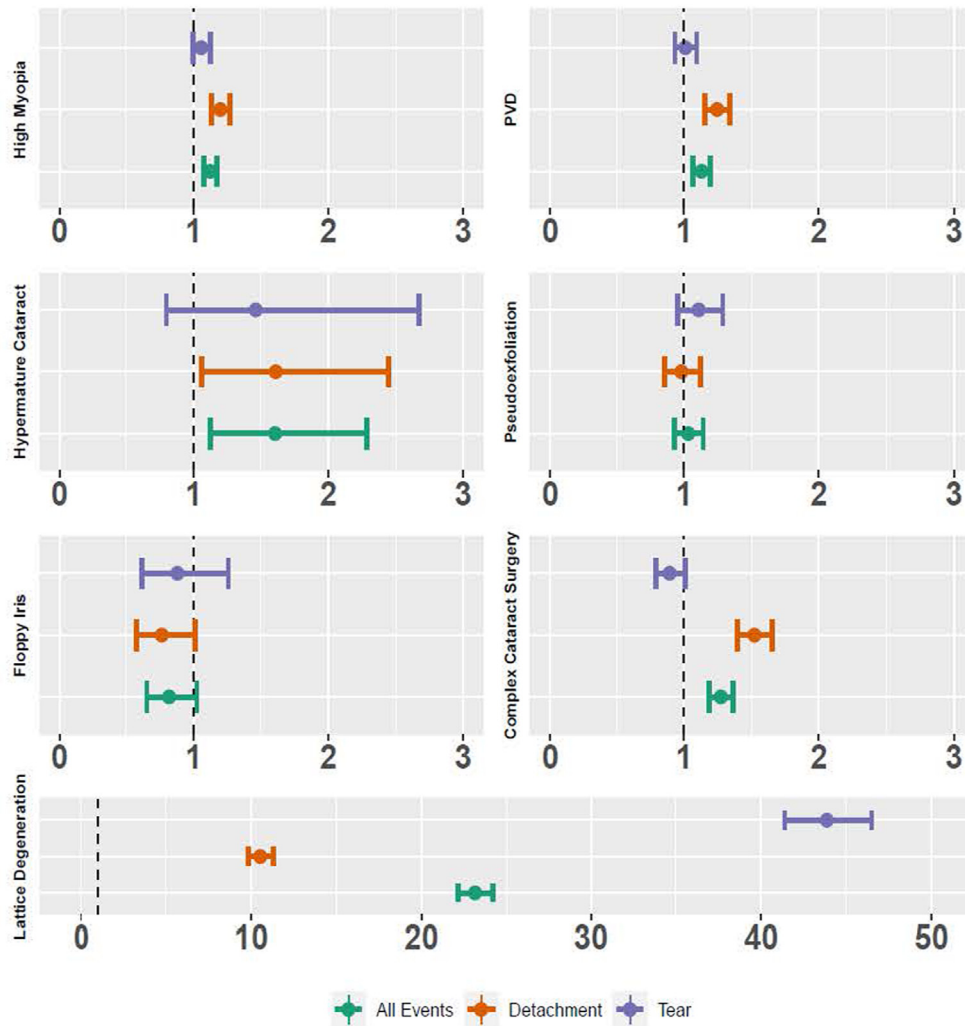 High Myopia
0 1 2 3
PVD
0 1 2 3
Hypermature Cataract
0 1 2 3
Pseudoexfoliation
0 1 2 3
Floppy Iris
0 1 2 3
Complex Cataract Surgery
0 1 2 3
Lattice Degeneration
0 10 20 30 40 50
All Events Detachment Tear